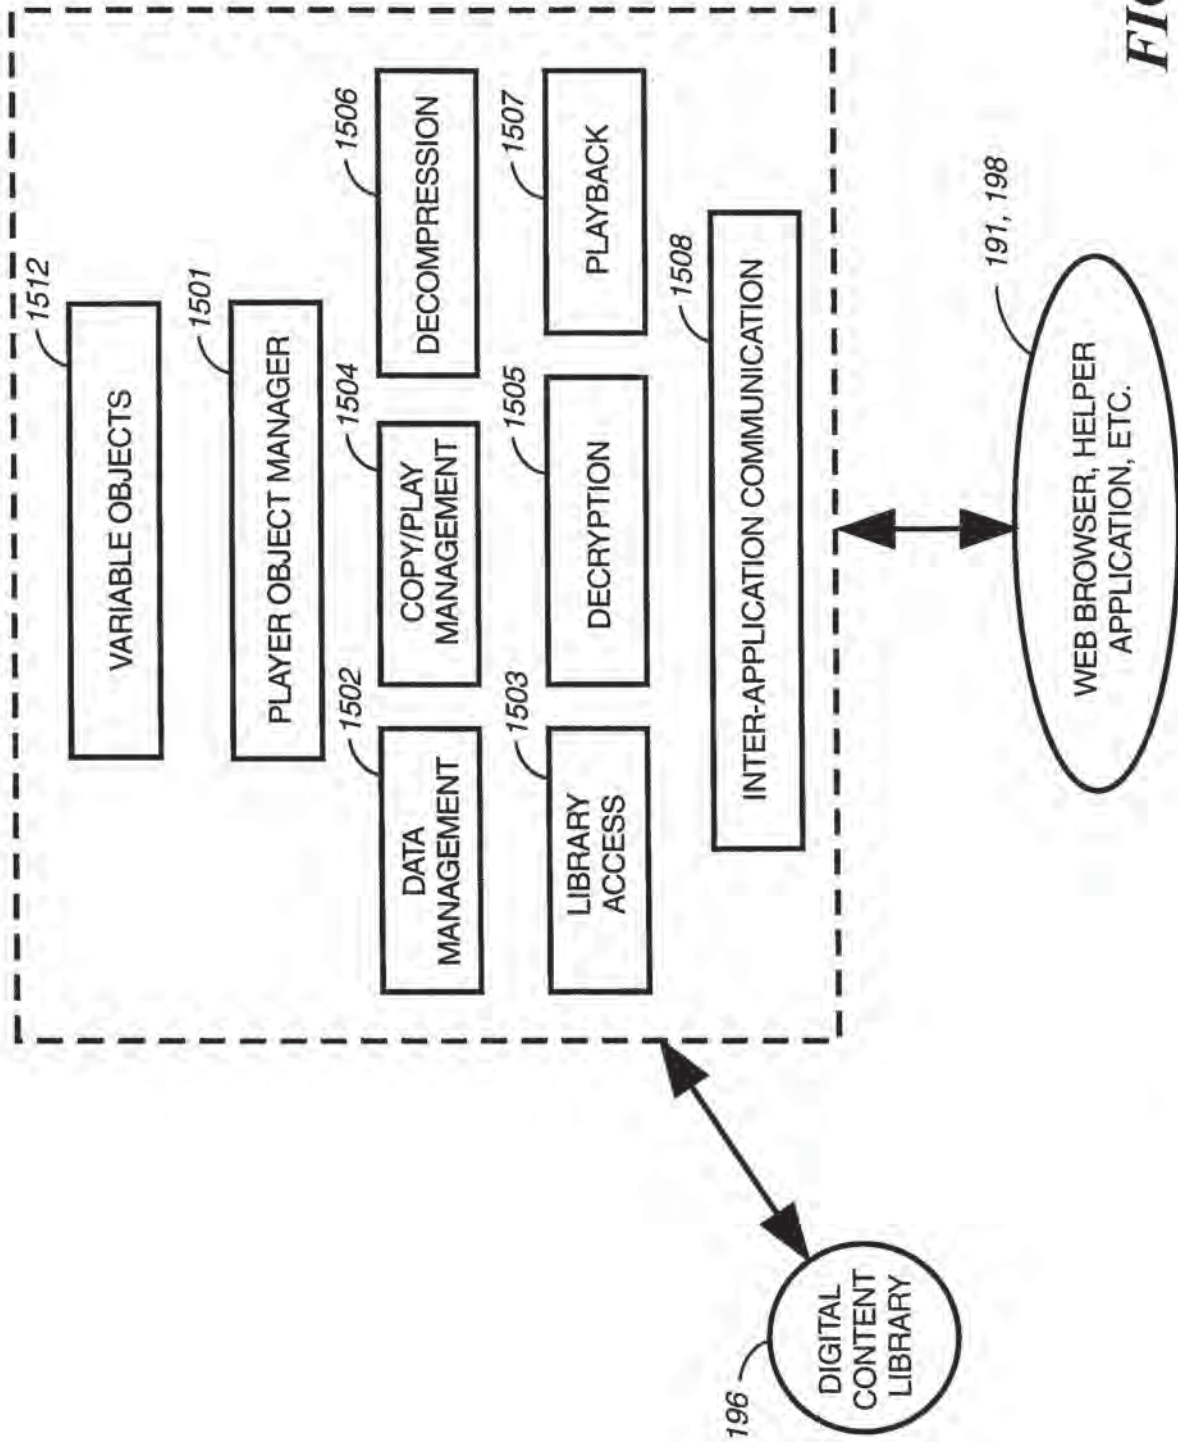 1512
VARIABLE OBJECTS
1501
PLAYER OBJECT MANAGER
1502
DATA
MANAGEMENT
1504
COPY/PLAY
MANAGEMENT
1506
DECOMPRESSION
1503
LIBRARY
ACCESS
1505
DECRYPTION
1507
PLAYBACK
1508
INTER-APPLICATION COMMUNICATION
196
DIGITAL
CONTENT
LIBRARY
191, 198
WEB BROWSER, HELPER
APPLICATION, ETC.